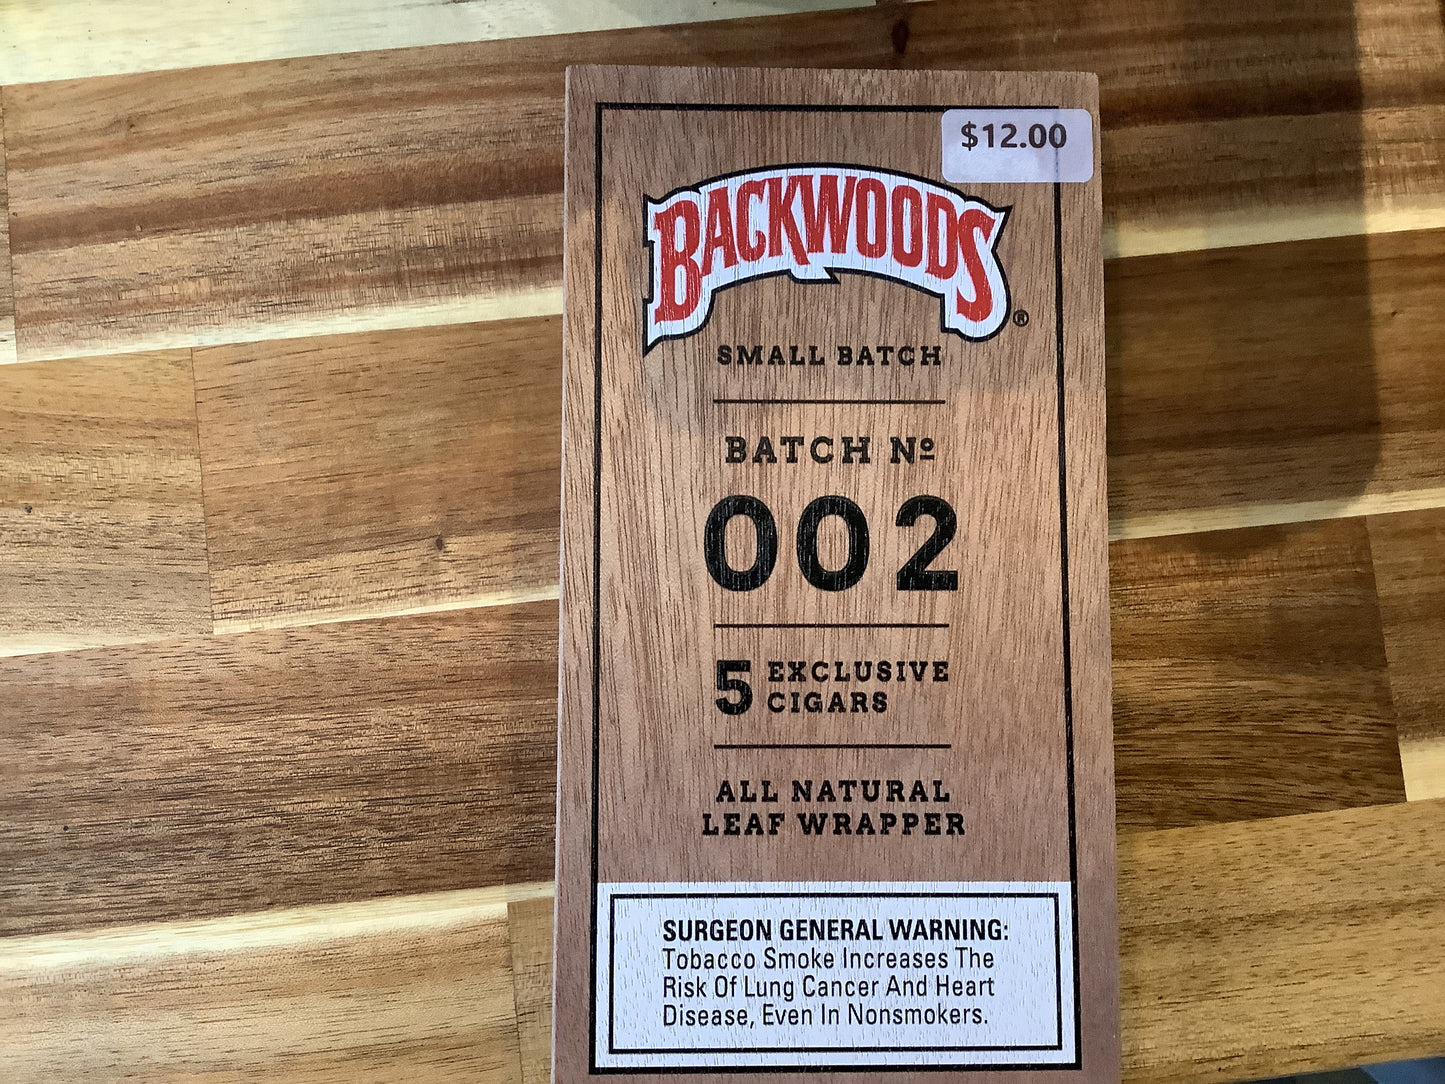 $12.00
BACKWOODS®
SMALL BATCH
BATCH Nº
002
5 EXCLUSIVE
CIGARS
ALL NATURAL
LEAF WRAPPER
SURGEON GENERAL WARNING:
Tobacco Smoke Increases The
Risk Of Lung Cancer And Heart
Disease, Even In Nonsmokers.